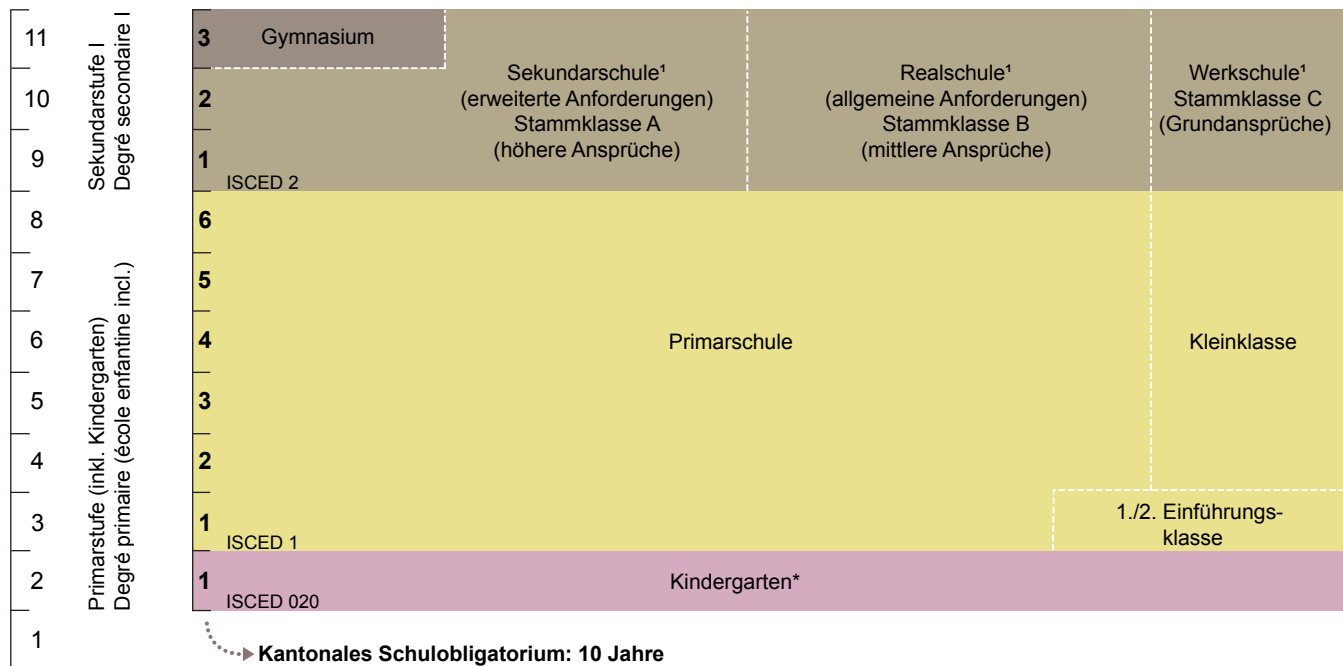 11
10
9
8
7
6
5
4
3
2
1
Sekundarstufe I
Degré secondaire I
Primarstufe (inkl. Kindergarten)
Degré primaire (école enfantine incl.)
3
2
1
6
5
4
3
2
1
1
Gymnasium
Sekundarschule¹
(erweiterte Anforderungen)
Stammklasse A
(höhere Ansprüche)
Realschule¹
(allgemeine Anforderungen)
Stammklasse B
(mittlere Ansprüche)
Werkschule¹
Stammklasse C
(Grundansprüche)
ISCED 2
Primarschule
Kleinklasse
1./2. Einführungs-
klasse
ISCED 1
Kindergarten*
ISCED 020
Kantonales Schulobligatorium: 10 Jahre